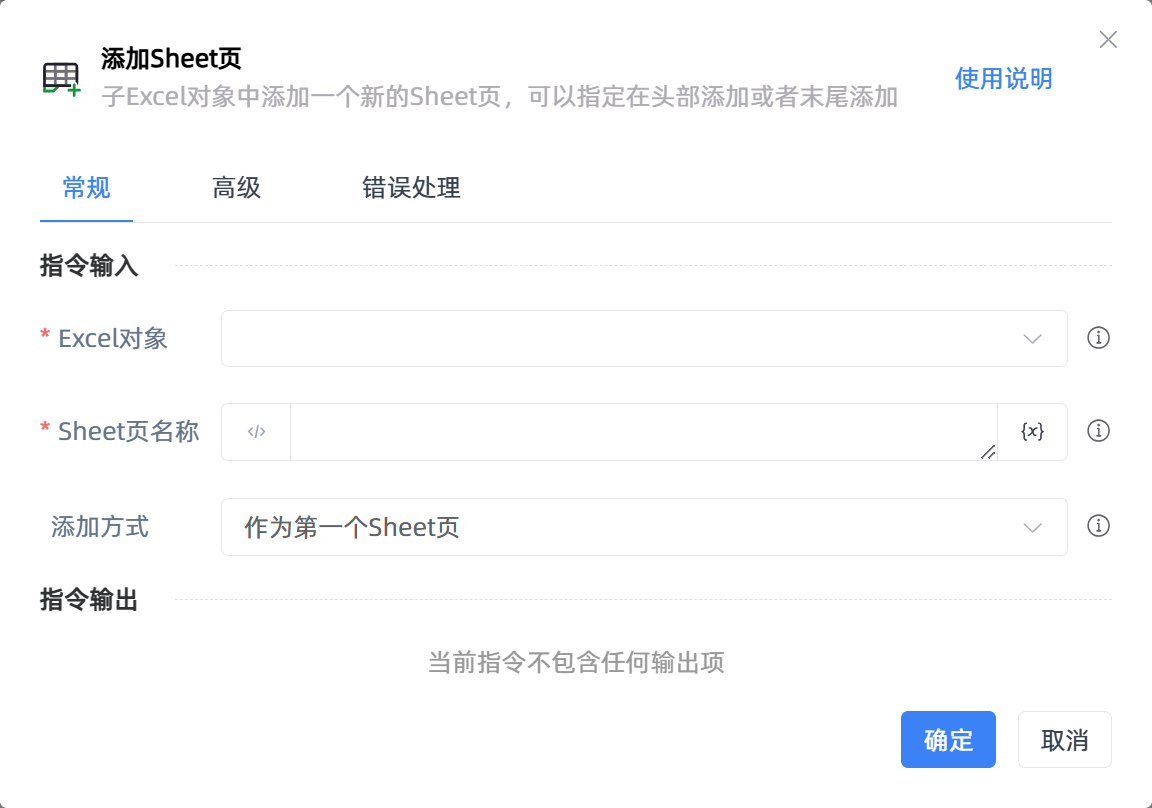 添加Sheet页
子Excel对象中添加一个新的Sheet页，可以指定在头部添加或者末尾添加
使用说明
常规 高级 错误处理
指令输入
* Excel对象
* Sheet页名称 </> {x}
添加方式 作为第一个Sheet页
指令输出
当前指令不包含任何输出项
确定 取消